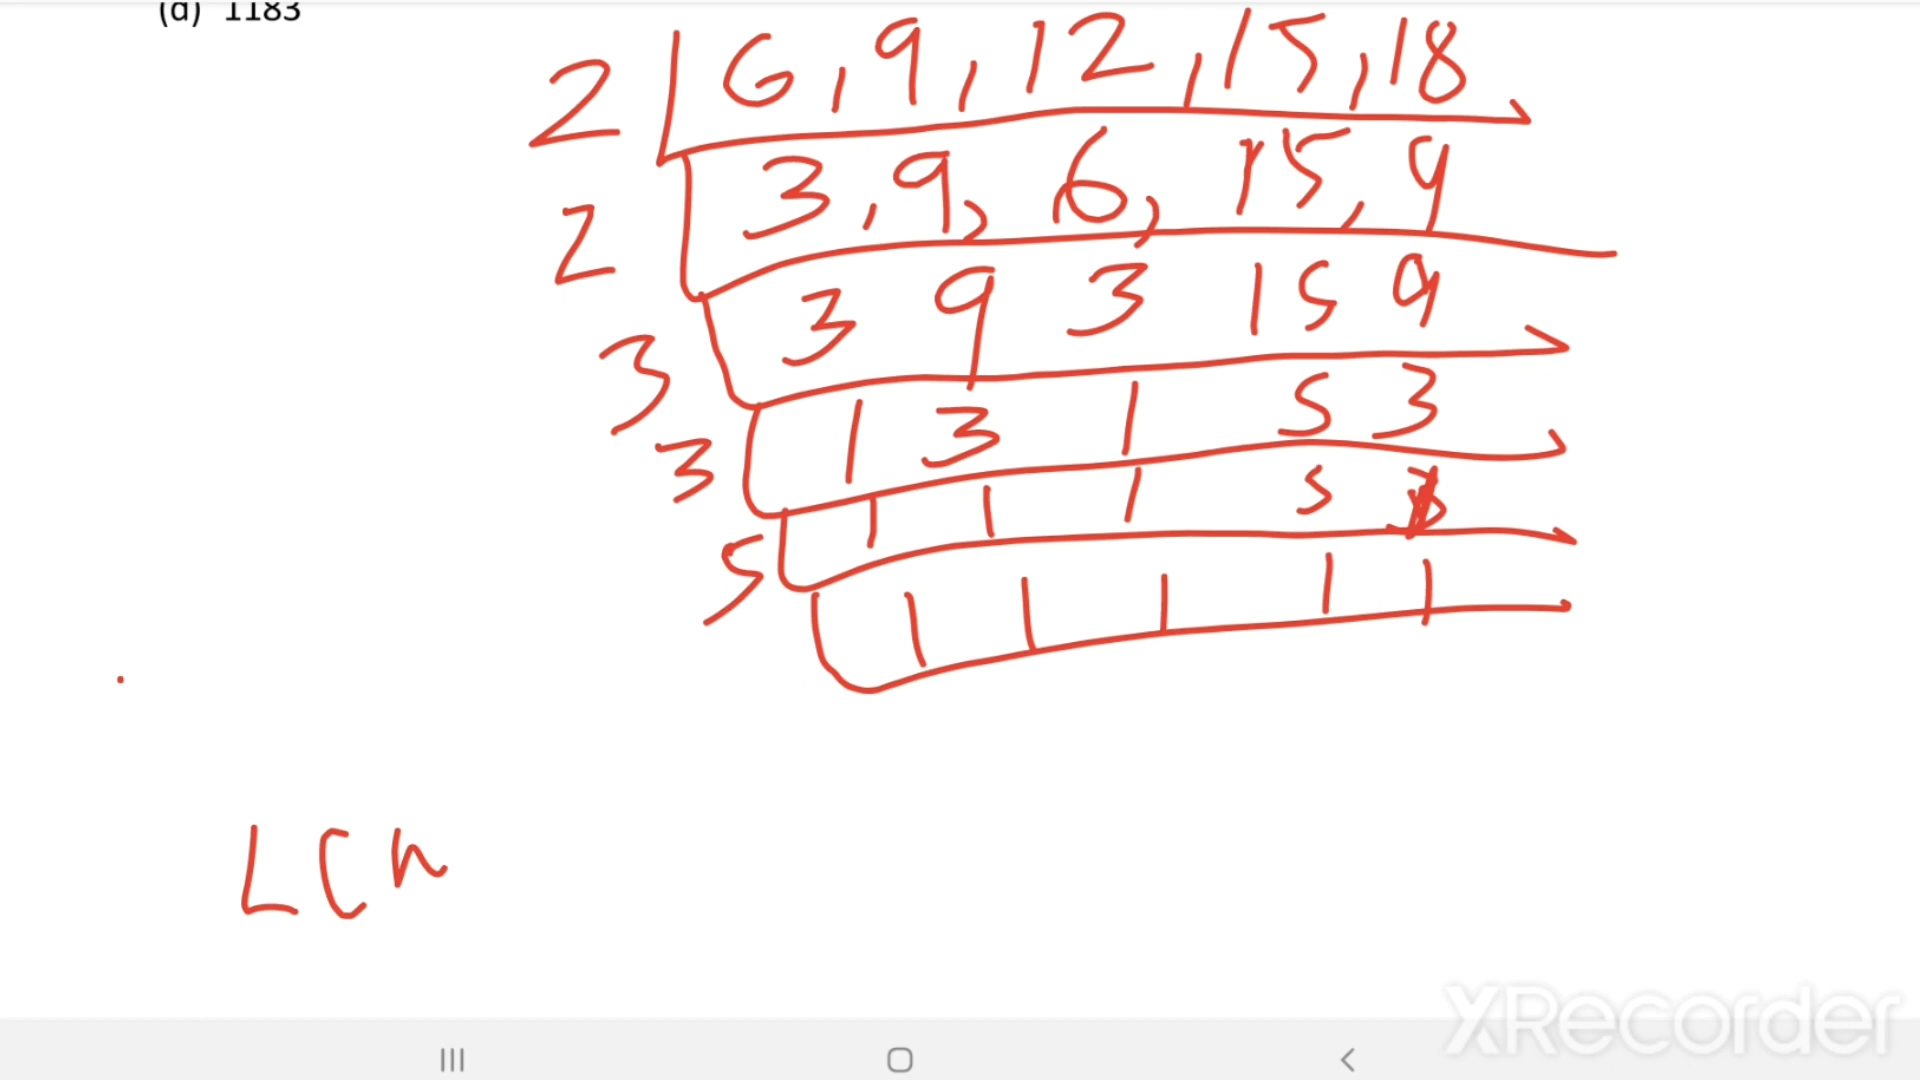 (d) 1183
2 6, 9, 12, 15, 18
2 3, 9, 6, 15, 9
3 3 9 3 15 9
3 1 3 1 5 3
5 1 1 1 5
1 1 1 1 1
LCM
XRecorder